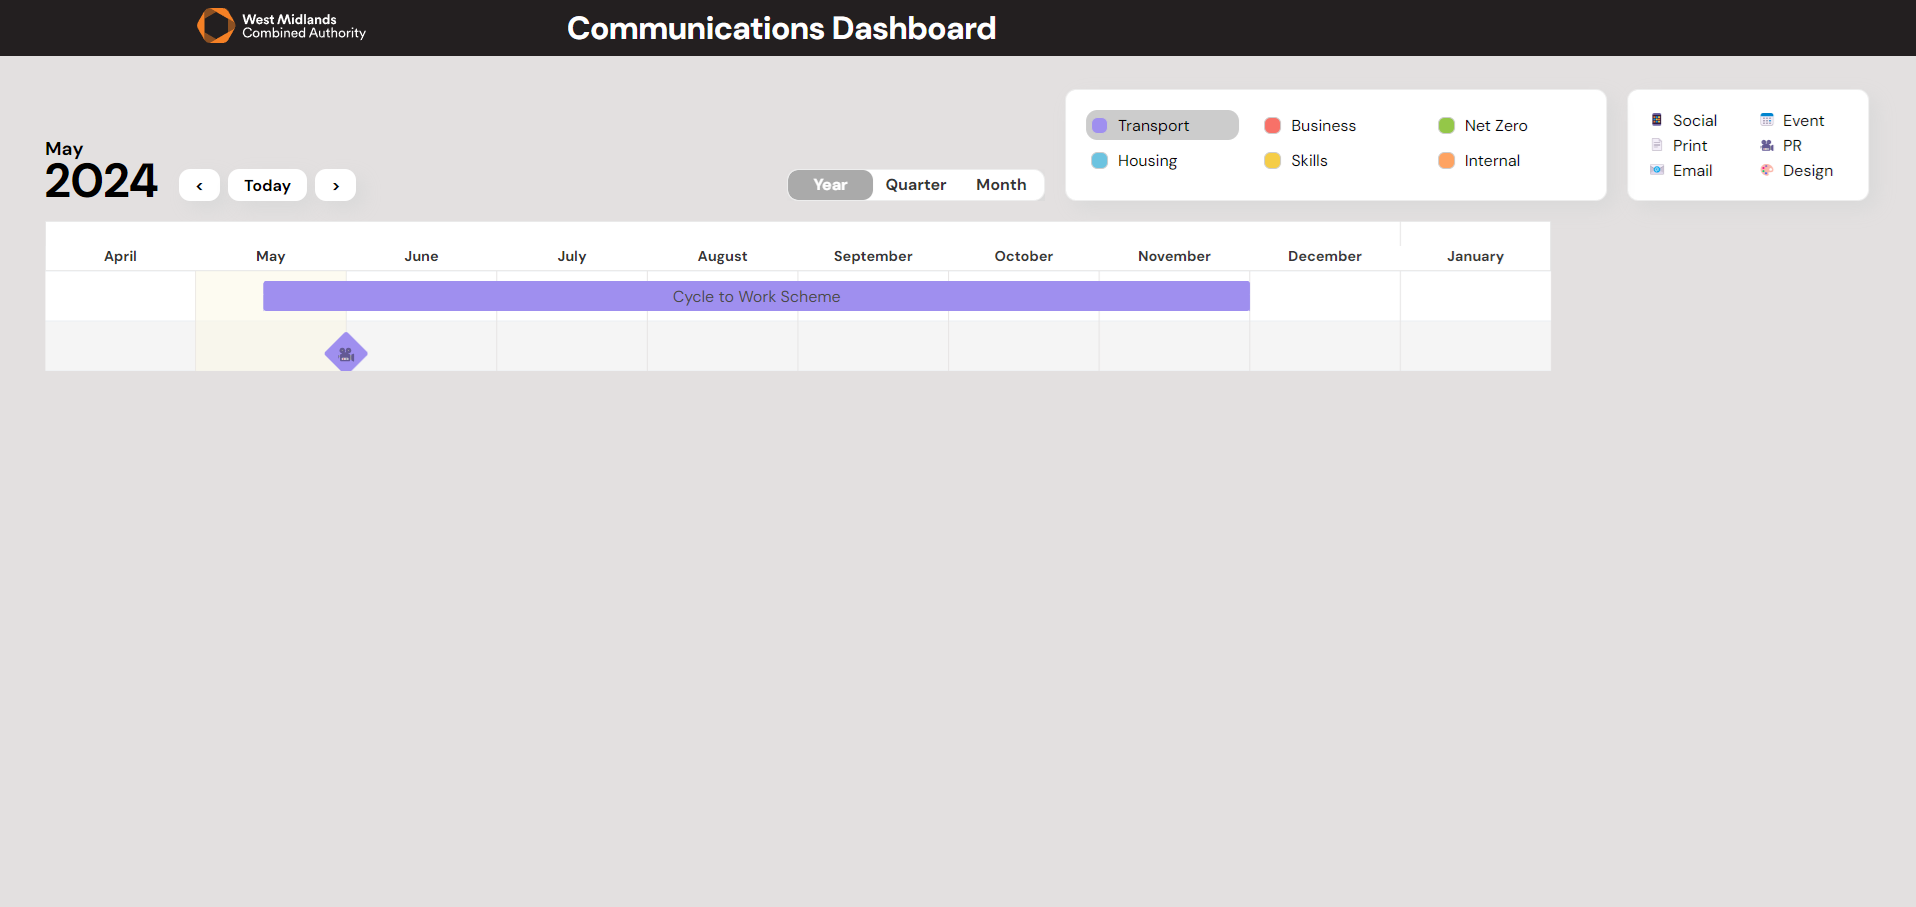 West Midlands
Combined Authority
Communications Dashboard
May
2024
‹
Today
›
Year Quarter Month
Transport Business Net Zero
Housing Skills Internal
Social Event
Print PR
Email Design
April May June July August September October November December January
Cycle to Work Scheme